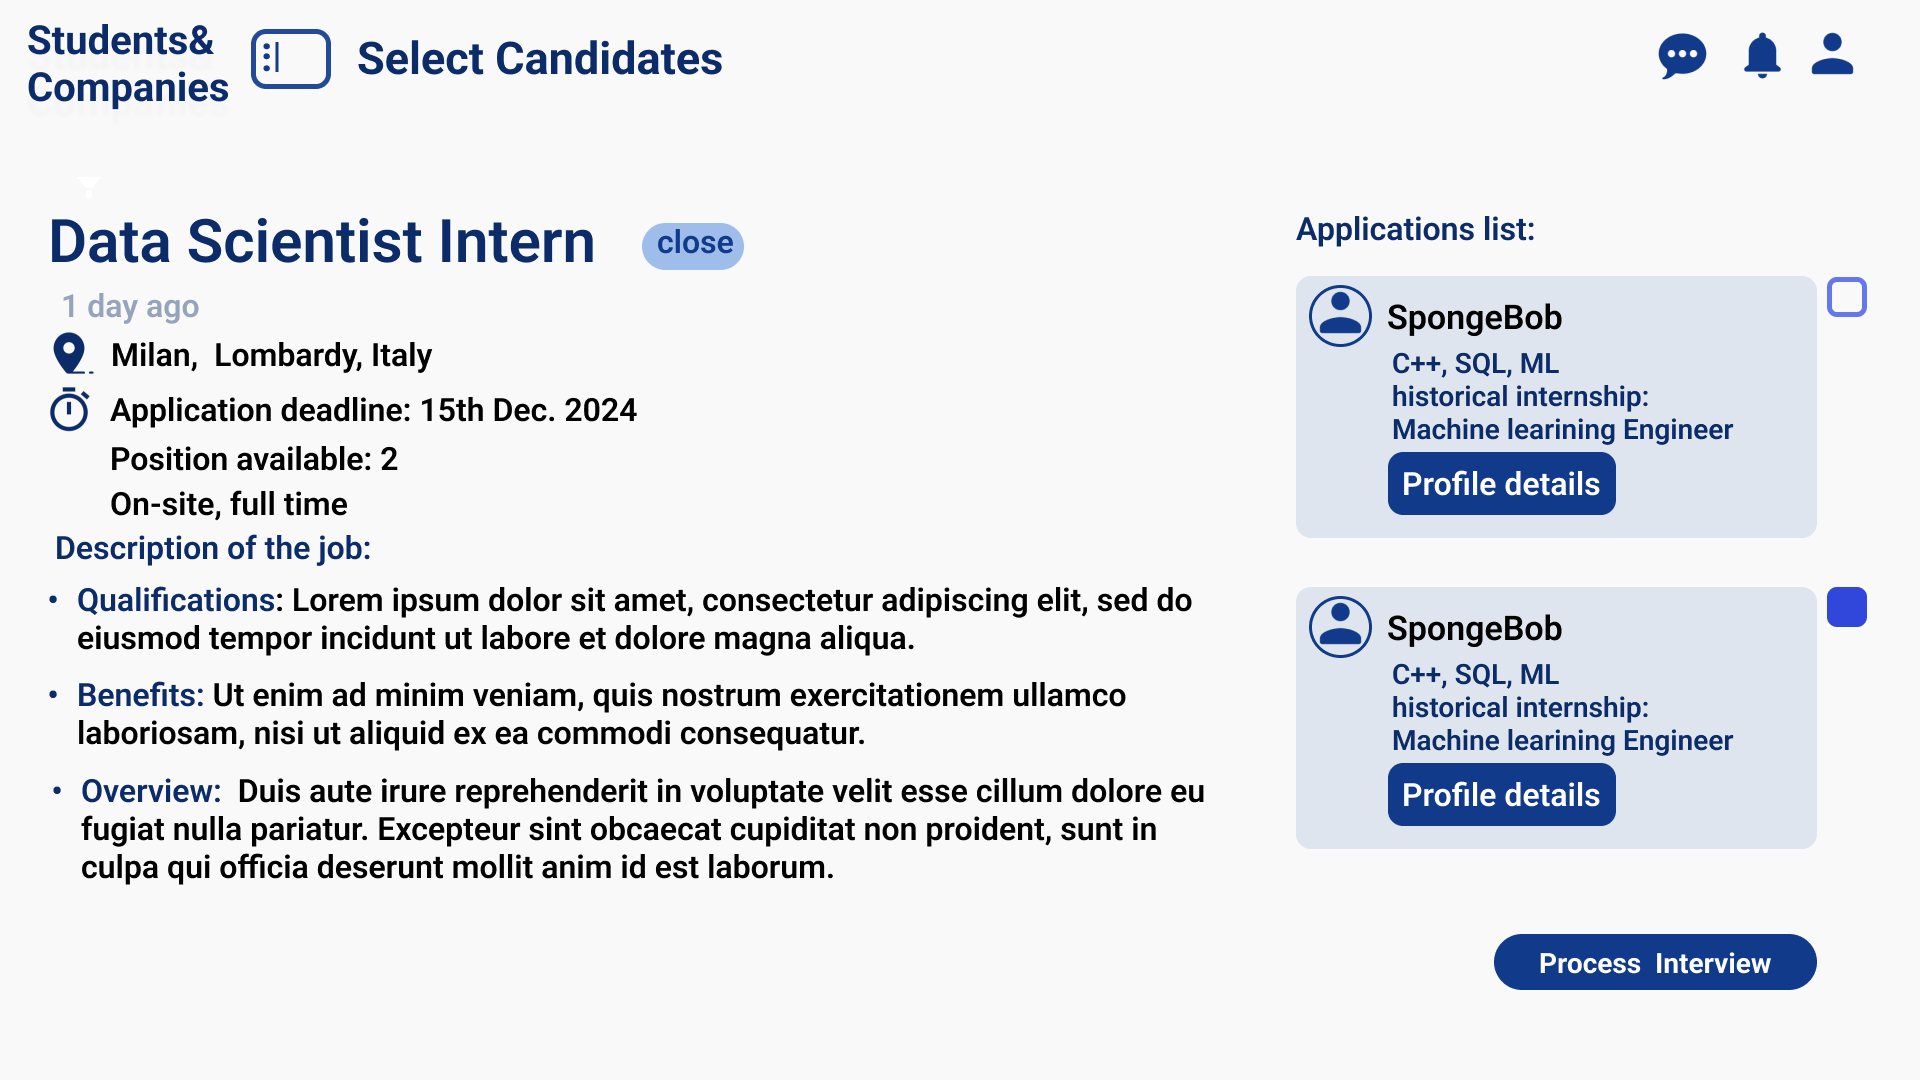 Students&
Companies
Select Candidates
Data Scientist Intern
close
1 day ago
Milan,  Lombardy, Italy
Application deadline: 15th Dec. 2024
Position available: 2
On-site, full time
Description of the job:
• Qualifications: Lorem ipsum dolor sit amet, consectetur adipiscing elit, sed do
eiusmod tempor incidunt ut labore et dolore magna aliqua.
• Benefits: Ut enim ad minim veniam, quis nostrum exercitationem ullamco
laboriosam, nisi ut aliquid ex ea commodi consequatur.
• Overview:  Duis aute irure reprehenderit in voluptate velit esse cillum dolore eu
fugiat nulla pariatur. Excepteur sint obcaecat cupiditat non proident, sunt in
culpa qui officia deserunt mollit anim id est laborum.
Applications list:
SpongeBob
C++, SQL, ML
historical internship:
Machine learining Engineer
Profile details
SpongeBob
C++, SQL, ML
historical internship:
Machine learining Engineer
Profile details
Process  Interview